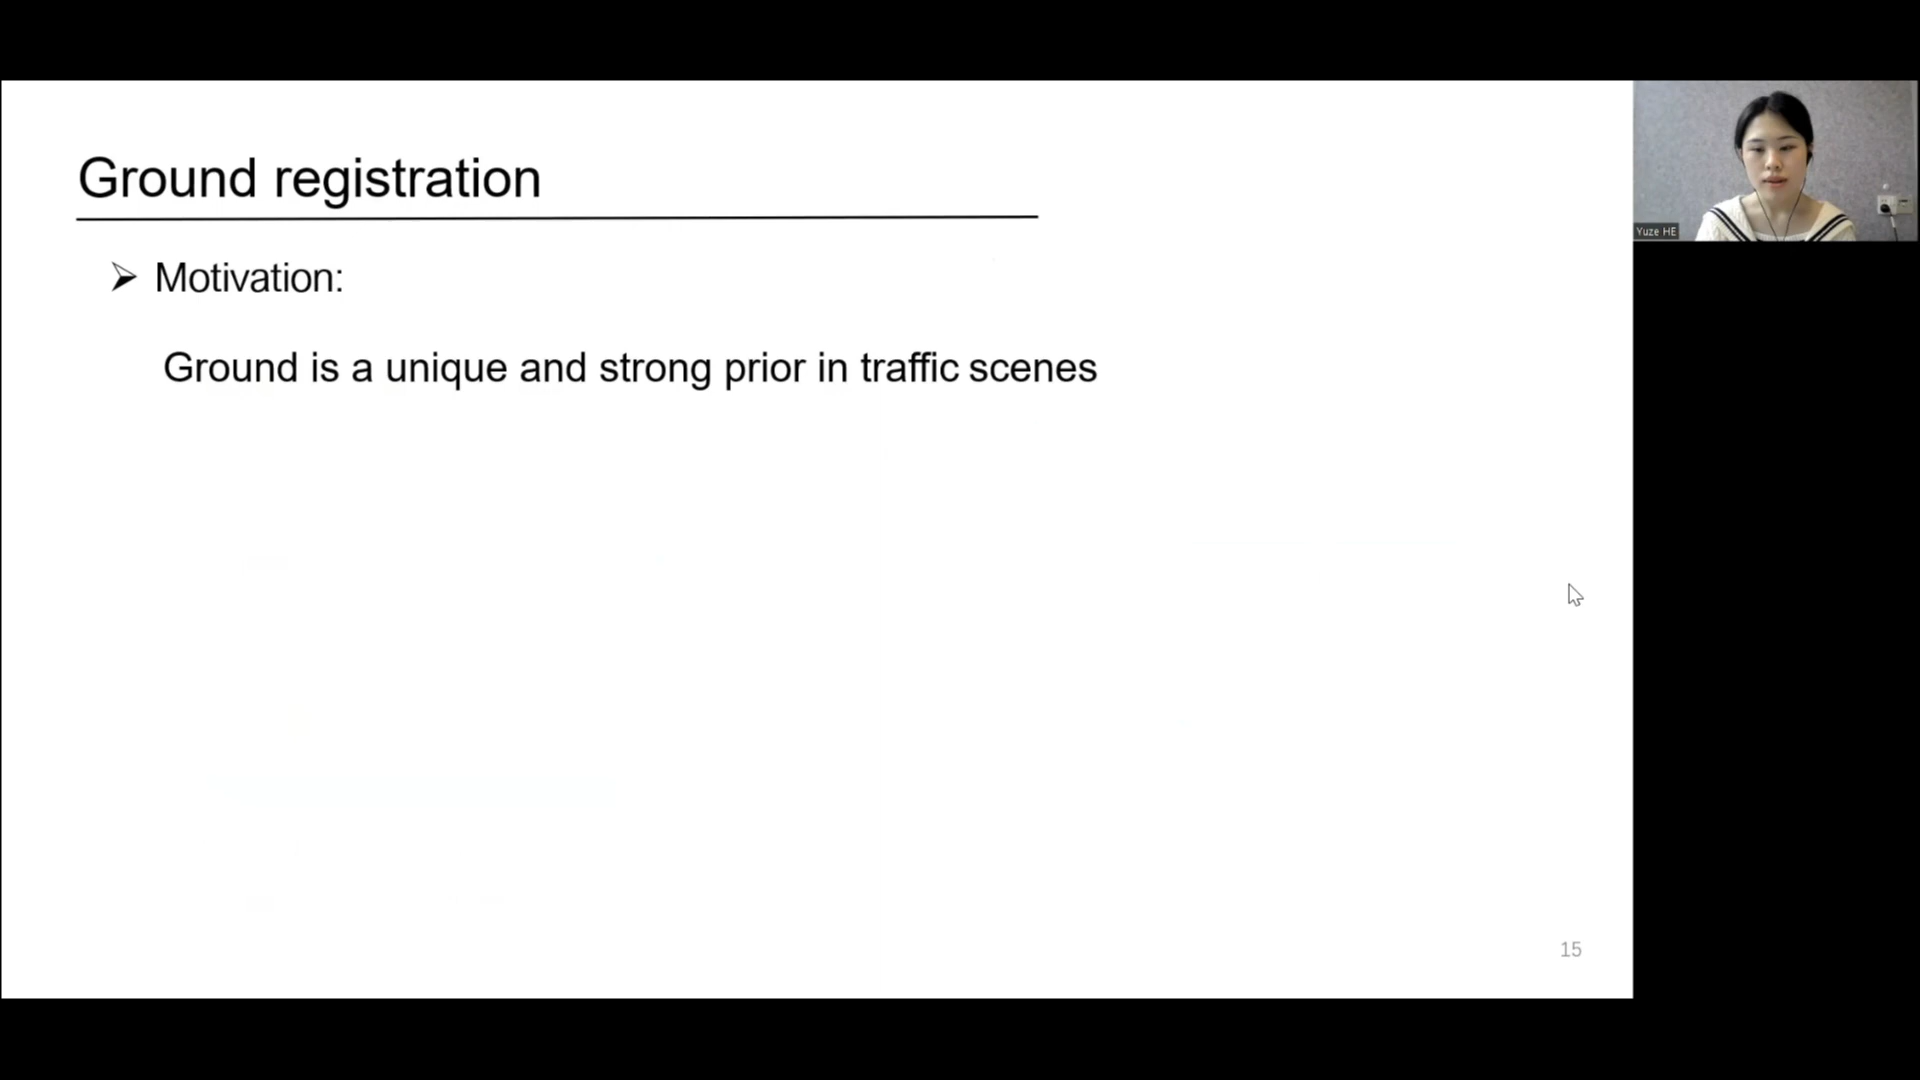 Ground registration
Motivation:
Ground is a unique and strong prior in traffic scenes
Yuze HE
15